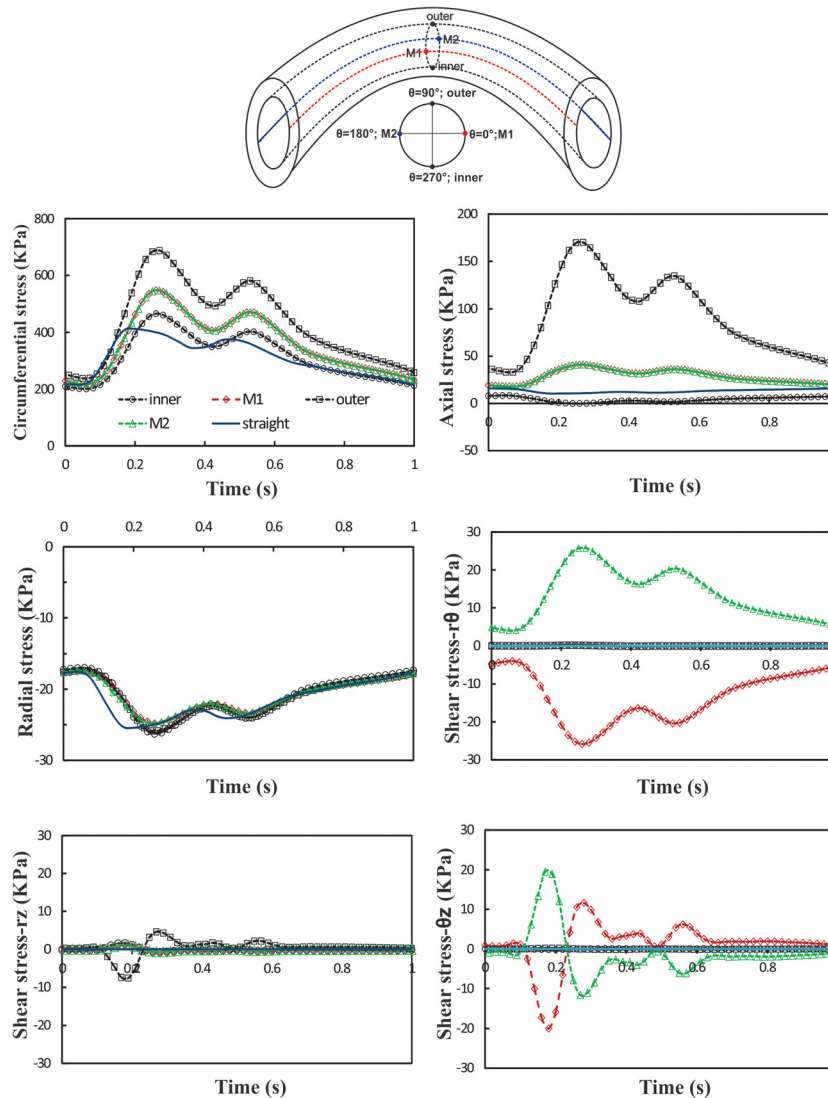 outer
M2
M1
inner
θ=90°; outer
θ=180°; M2
θ=0°;M1
θ=270°; inner
800
600
400
200
0
0 0.2 0.4 0.6 0.8 1
Circumferential stress (KPa)
inner M1 outer
M2 straight
Time (s)
200
150
100
50
0
-50
0 0.2 0.4 0.6 0.8
Axial stress (KPa)
Time (s)
0 0.2 0.4 0.6 0.8 1
0
-10
-20
-30
Radial stress (KPa)
Time (s)
30
20
10
0
-10
-20
-30
0 0.2 0.4 0.6 0.8
Shear stress-rθ (KPa)
Time (s)
30
20
10
0
-10
-20
-30
0 0.2 0.4 0.6 0.8 1
Shear stress-rz (KPa)
Time (s)
30
20
10
0
-10
-20
-30
0 0.2 0.4 0.6 0.8
Shear stress-θz (KPa)
Time (s)